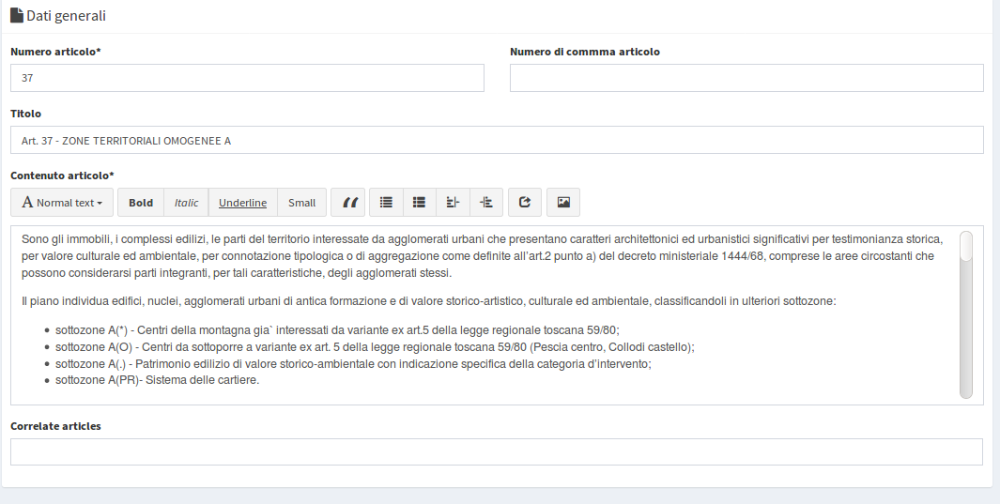 Dati generali
Numero articolo*
Numero di commma articolo
37
Titolo
Art. 37 - ZONE TERRITORIALI OMOGENEE A
Contenuto articolo*
A Normal text
Bold
Italic
Underline
Small
Sono gli immobili, i complessi edilizi, le parti del territorio interessate da agglomerati urbani che presentano caratteri architettonici ed urbanistici significativi per testimonianza storica,
per valore culturale ed ambientale, per connotazione tipologica o di aggregazione come definite all'art.2 punto a) del decreto ministeriale 1444/68, comprese le aree circostanti che
possono considerarsi parti integranti, per tali caratteristiche, degli agglomerati stessi.
Il piano individua edifici, nuclei, agglomerati urbani di antica formazione e di valore storico-artistico, culturale ed ambientale, classificandoli in ulteriori sottozone:
• sottozone A(*) - Centri della montagna gia` interessati da variante ex art.5 della legge regionale toscana 59/80;
• sottozone A(O) - Centri da sottoporre a variante ex art. 5 della legge regionale toscana 59/80 (Pescia centro, Collodi castello);
• sottozone A(.) - Patrimonio edilizio di valore storico-ambientale con indicazione specifica della categoria d'intervento;
• sottozone A(PR)- Sistema delle cartiere.
Correlate articles